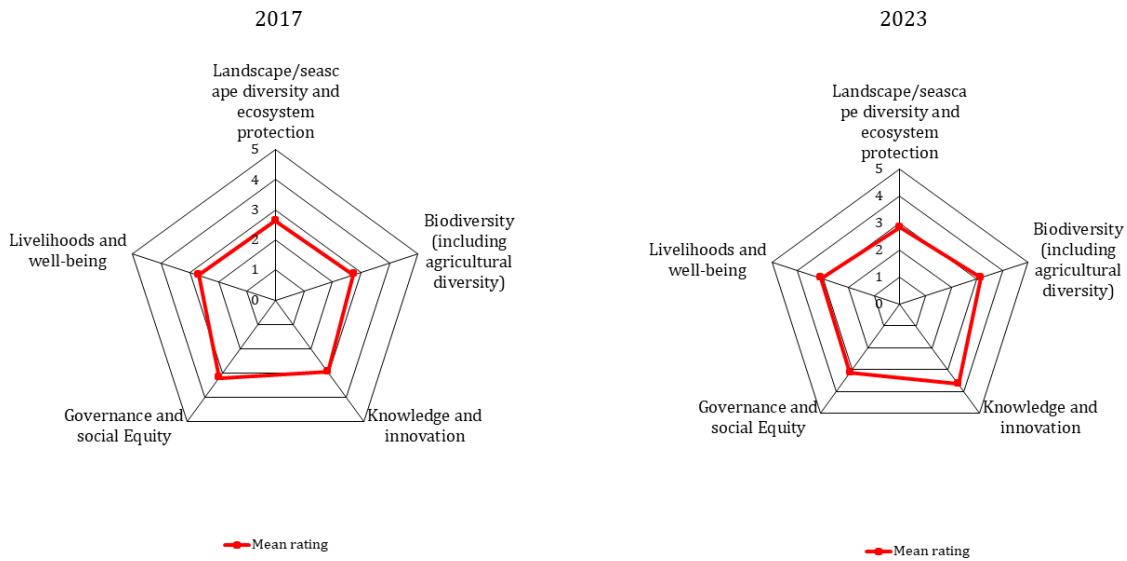 2017
Landscape/seasc
ape diversity and
ecosystem
protection
5
4
3
2
1
0
Biodiversity
(including
agricultural
diversity)
Knowledge and
innovation
Governance and
social Equity
Livelihoods and
well-being
Mean rating
2023
Landscape/seasca
pe diversity and
ecosystem
protection
5
4
3
2
1
0
Biodiversity
(including
agricultural
diversity)
Knowledge and
innovation
Governance and
social Equity
Livelihoods and
well-being
Mean rating